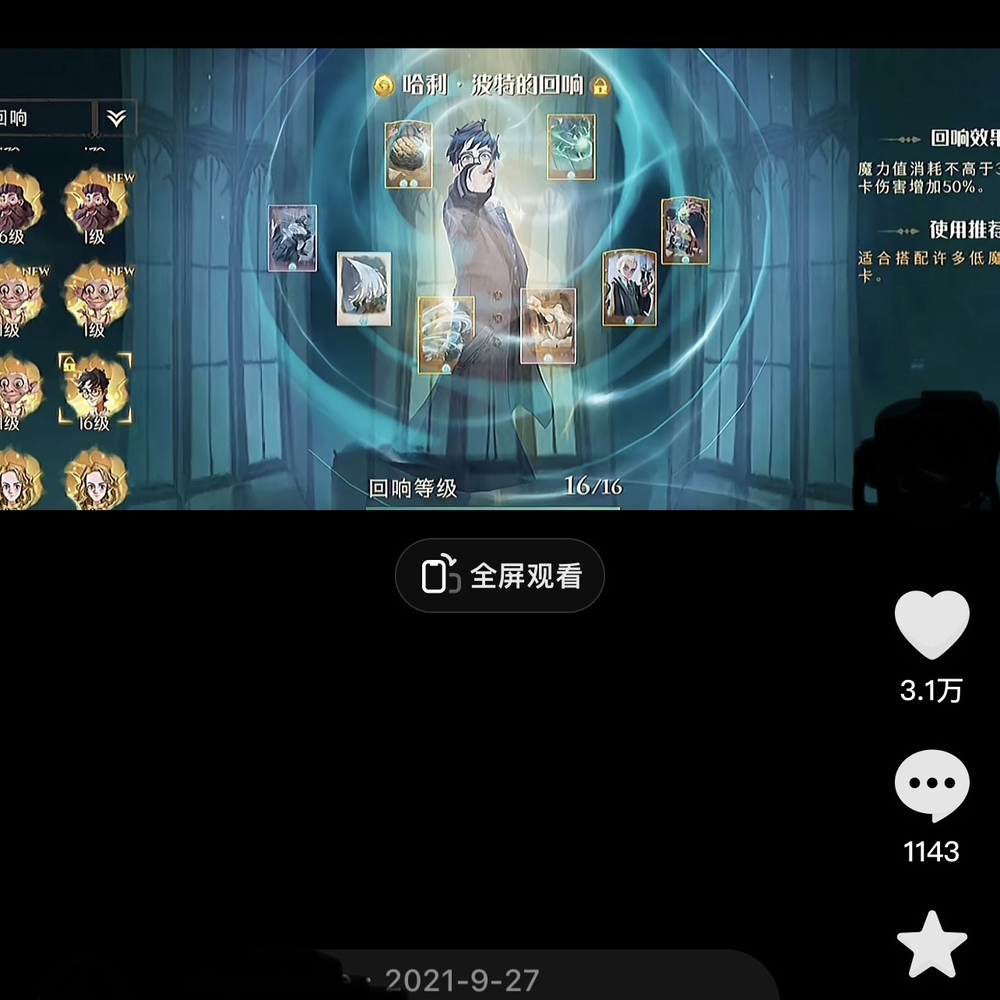 哈利·波特的回响
回响
NEW
6级
1级
NEW
NEW
1级
1级
1级
16级
回响效果
魔力值消耗不高于3
卡伤害增加50%。
使用推荐
适合搭配许多低魔
卡。
回响等级
16/16
全屏观看
3.1万
1143
· 2021-9-27